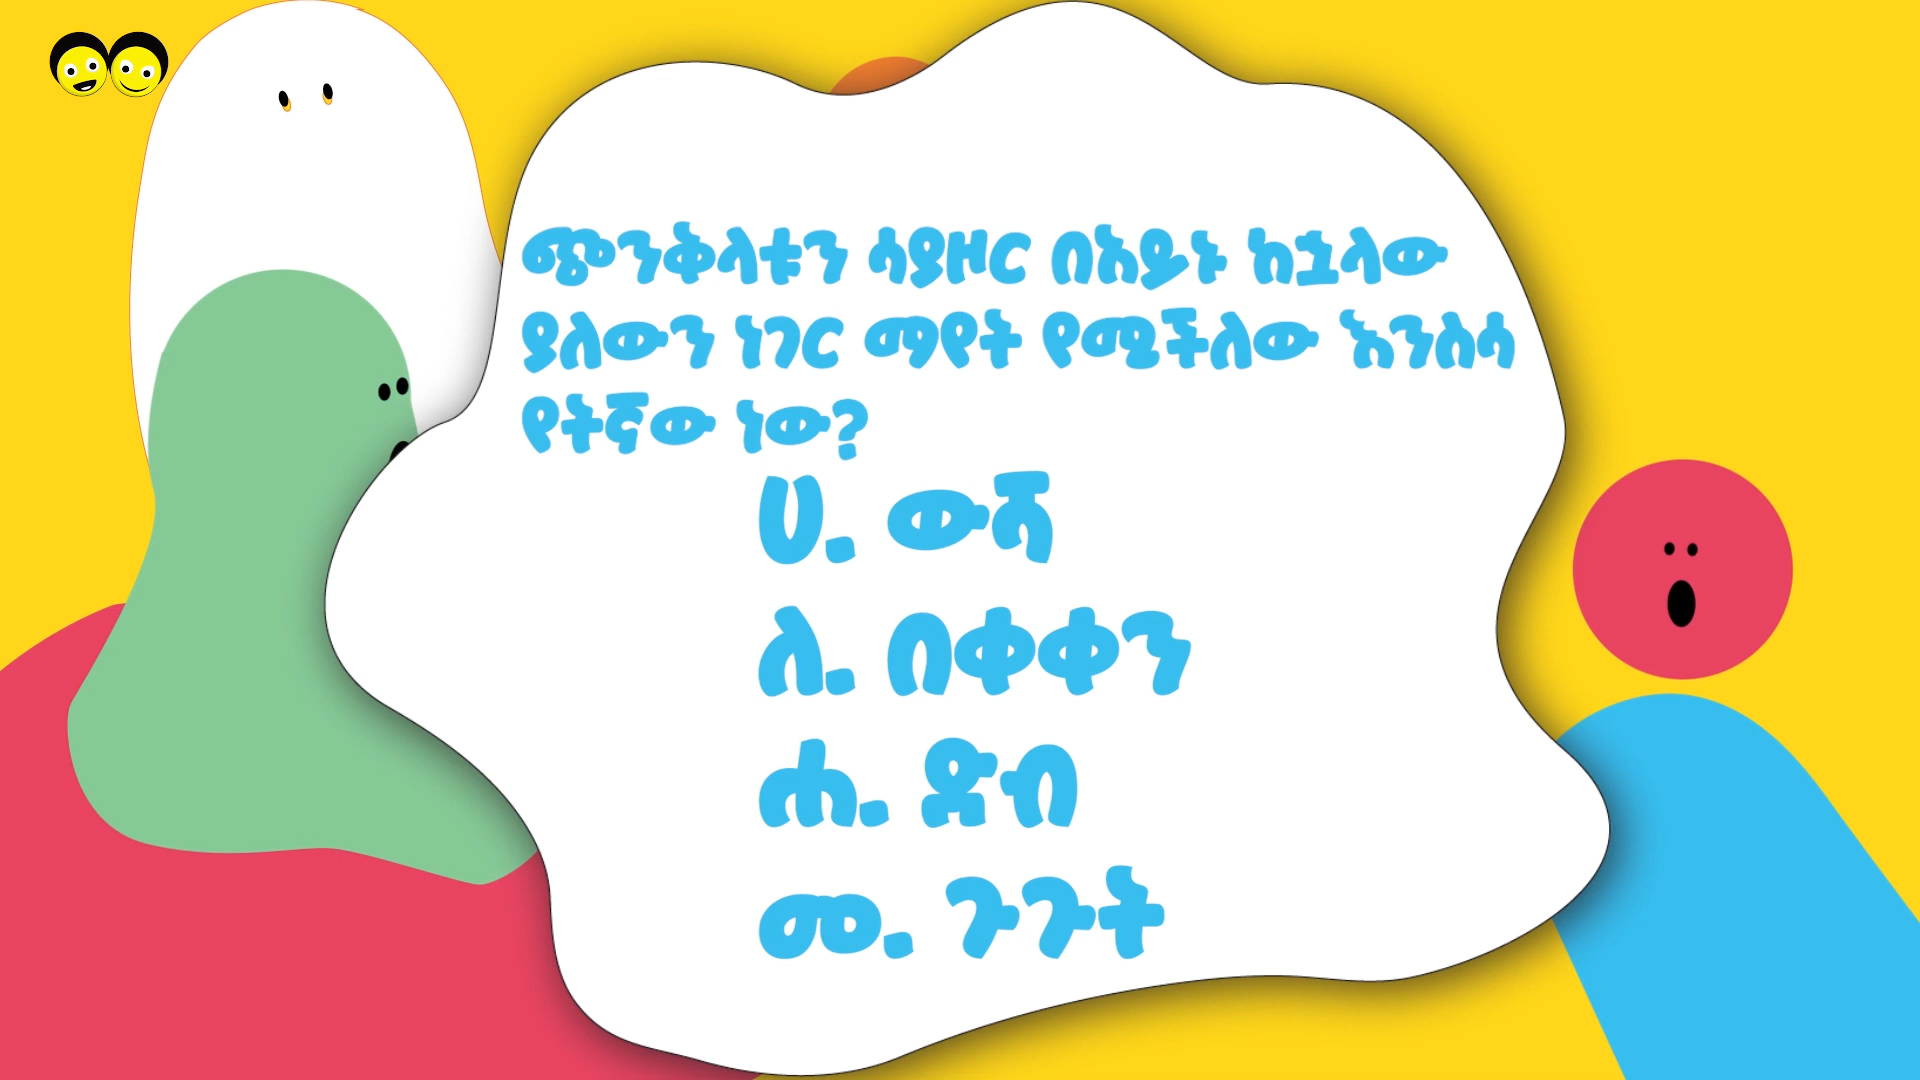 ጭንቅላቱን ሳያዞር በአይኑ ከኋላው
ያለውን ነገር ማየት የሚችለው እንስሳ
የትኛው ነው?
ሀ. ውሻ
ለ. በቀቀን
ሐ. ድብ
መ. ጉጉት